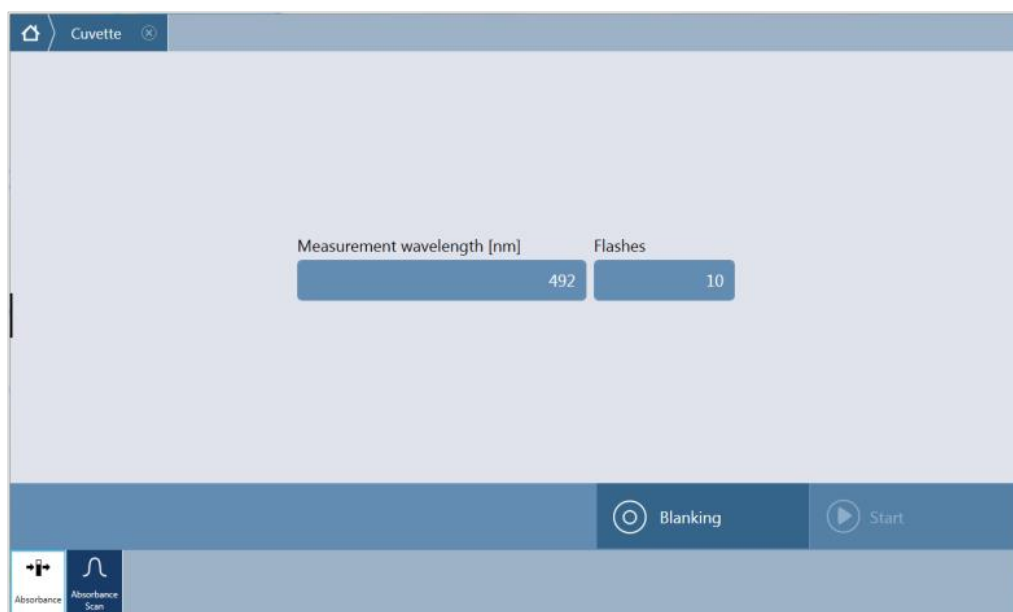 Cuvette
Measurement wavelength [nm] Flashes
492 10
Blanking Start
Absorbance Absorbance
Scan